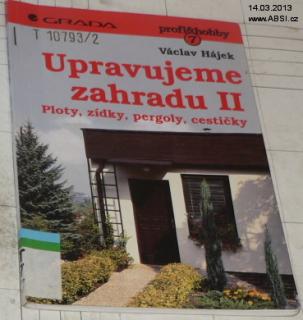 14.03.2013
www.ABSI.cz
GRADA
profi&hobby
7
T 10793/2
Václav Hájek
Upravujeme
zahradu II
Ploty, zídky, pergoly, cestičky